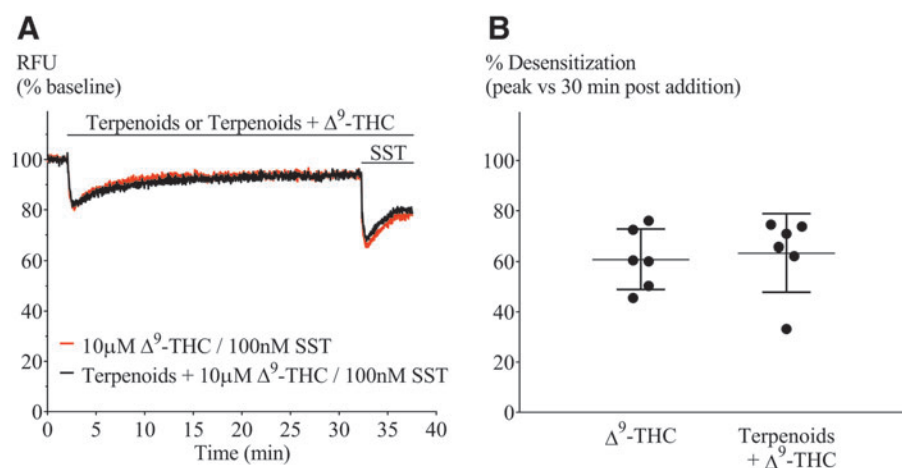 A
RFU
(% baseline)
Terpenoids or Terpenoids + Δ⁹-THC
SST
100
80
60
40
20
0
10μM Δ⁹-THC / 100nM SST
Terpenoids + 10μM Δ⁹-THC / 100nM SST
0 5 10 15 20 25 30 35 40
Time (min)
B
% Desensitization
(peak vs 30 min post addition)
100
80
60
40
20
0
Δ⁹-THC
Terpenoids
+ Δ⁹-THC